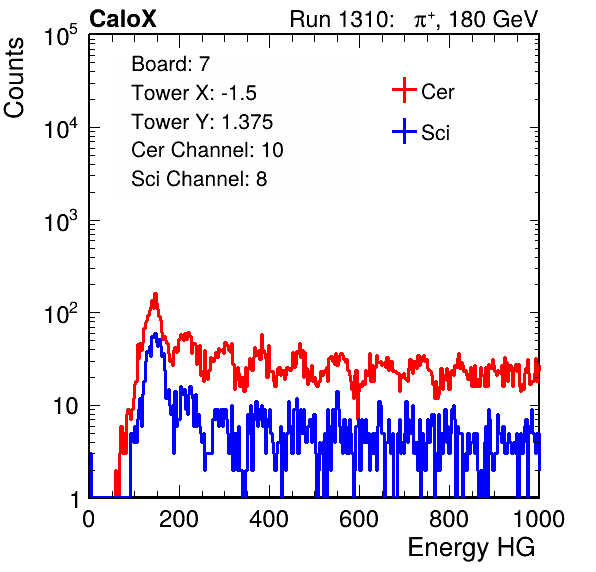 CaloX Run 1310: π⁺, 180 GeV
Counts
10⁵
10⁴
10³
10²
10
1
Board: 7
Tower X: -1.5
Tower Y: 1.375
Cer Channel: 10
Sci Channel: 8
Cer
Sci
0 200 400 600 800 1000
Energy HG